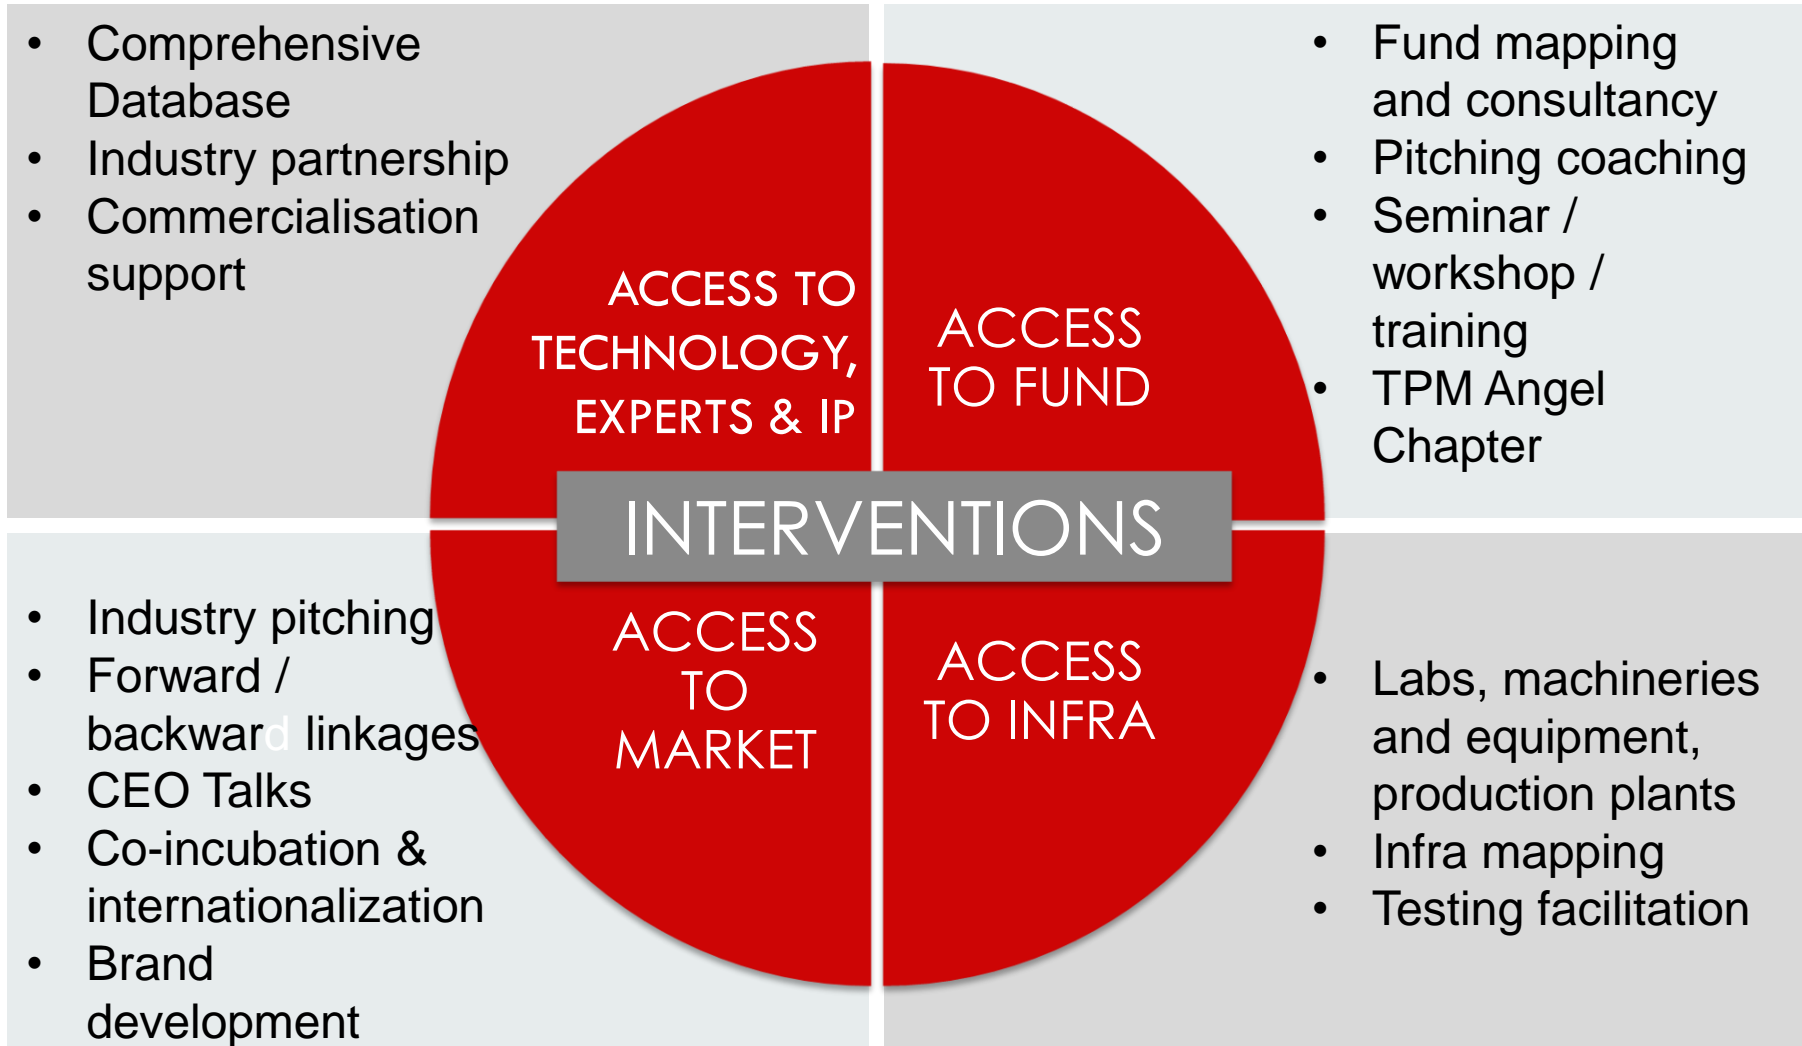 • Comprehensive
Database
• Industry partnership
• Commercialisation
support
ACCESS TO
TECHNOLOGY,
EXPERTS & IP
ACCESS
TO FUND
• Fund mapping
and consultancy
• Pitching coaching
• Seminar /
workshop /
training
• TPM Angel
Chapter
INTERVENTIONS
• Industry pitching
• Forward /
backward linkages
• CEO Talks
• Co-incubation &
internationalization
• Brand
development
ACCESS
TO
MARKET
ACCESS
TO INFRA
• Labs, machineries
and equipment,
production plants
• Infra mapping
• Testing facilitation